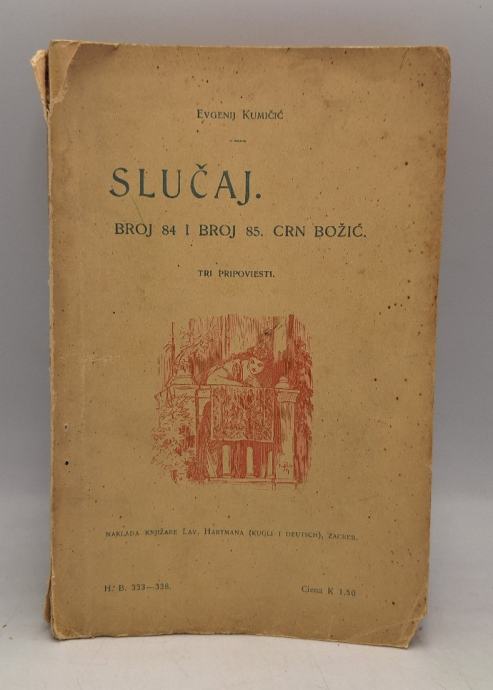 EVGENIJ KUMIČIĆ
SLUČAJ.
BROJ 84 I BROJ 85. CRN BOŽIĆ.
TRI PRIPOVIESTI.
NAKLADA KNJIŽARE LAV. HARTMANA (KUGLI I DEUTSCH), ZAGREB.
H. B. 333—338.
Ciena K 1.50